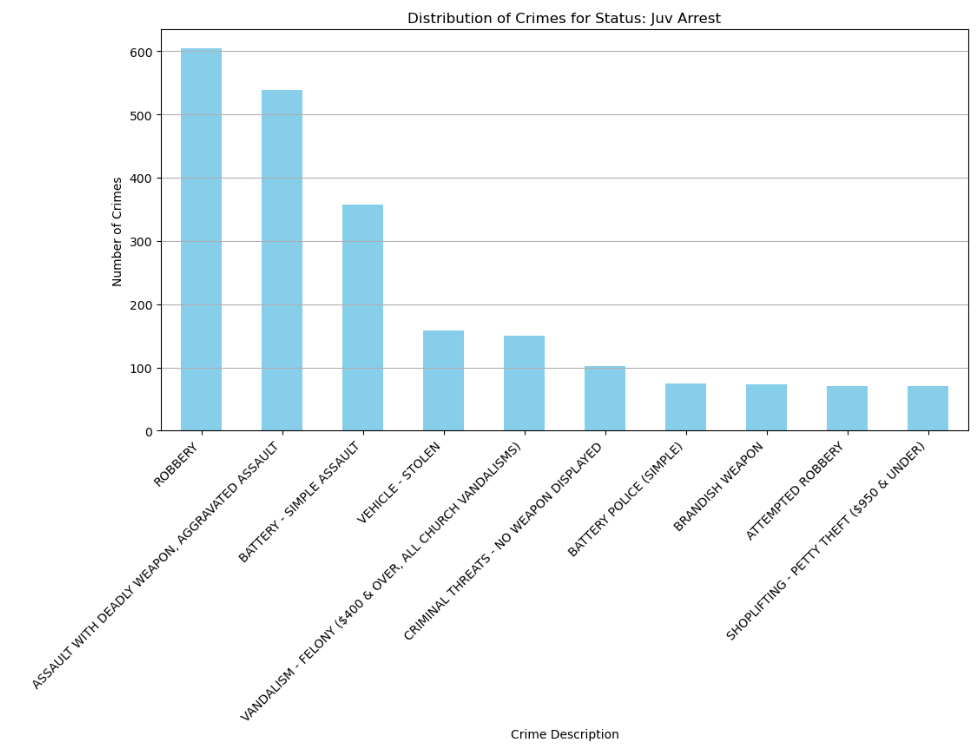 Distribution of Crimes for Status: Juv Arrest
Number of Crimes
600
500
400
300
200
100
0
ROBBERY
ASSAULT WITH DEADLY WEAPON, AGGRAVATED ASSAULT
BATTERY - SIMPLE ASSAULT
VEHICLE - STOLEN
VANDALISM - FELONY ($400 & OVER, ALL CHURCH VANDALISMS)
CRIMINAL THREATS - NO WEAPON DISPLAYED
BATTERY POLICE (SIMPLE)
BRANDISH WEAPON
ATTEMPTED ROBBERY
SHOPLIFTING - PETTY THEFT ($950 & UNDER)
Crime Description